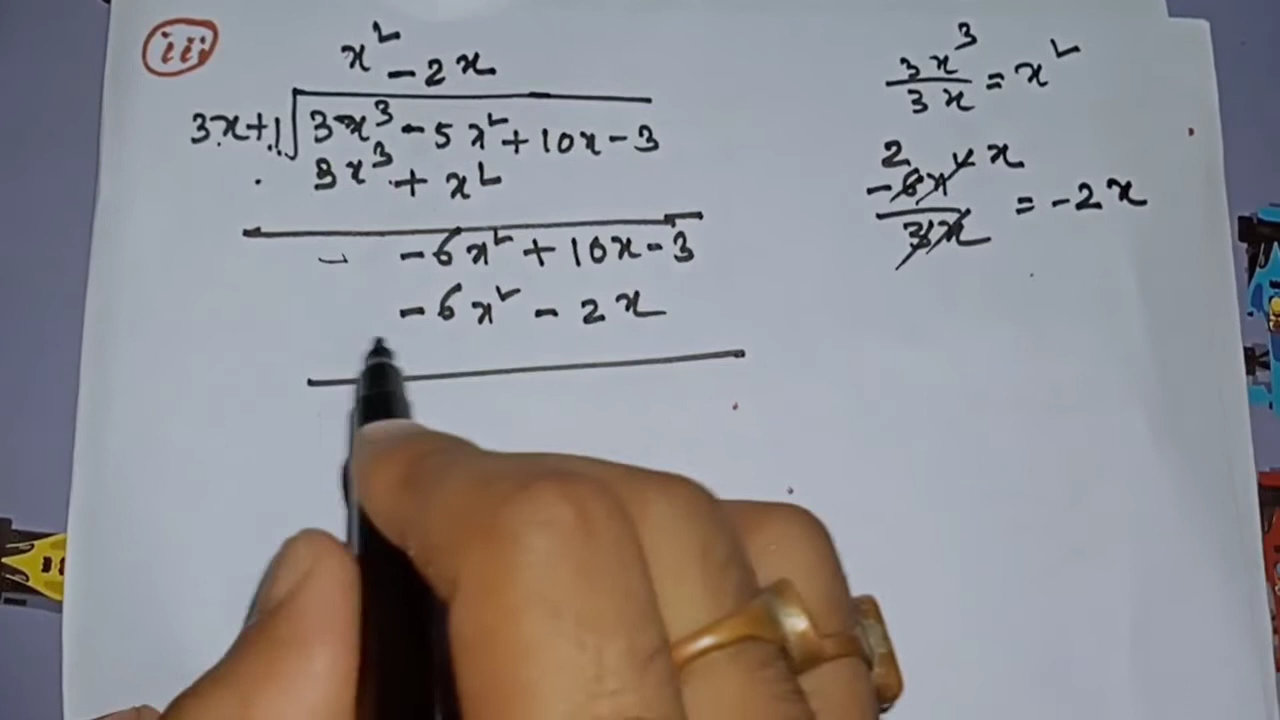 iii
x² - 2x
3x+1 3x³ - 5x² + 10x - 3
3x³ + x²
- -6x² + 10x - 3
-6x² - 2x
3x³/3x = x²
-6x²/3x = -2x
2 x